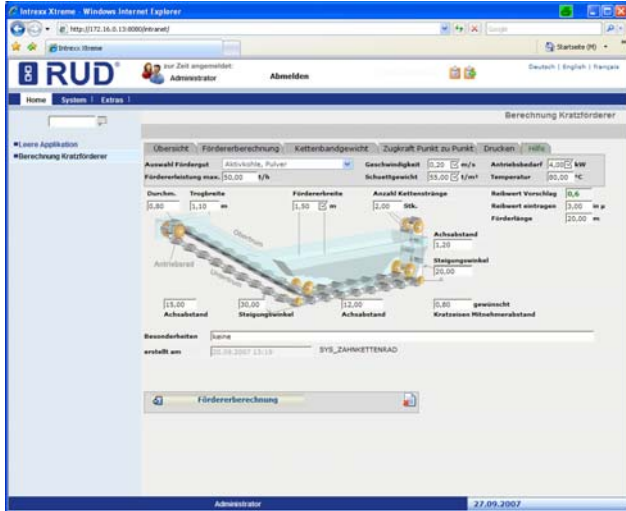 Intrexx Xtreme - Windows Internet Explorer
http://172.16.0.13:8080/intranet/
Google
Intrexx Xtreme
Startseite (M)
RUD®
zur Zeit angemeldet:
Administrator
Abmelden
Deutsch | English | Français
Home System Extras
Berechnung Kratzförderer
Leere Applikation
Berechnung Kratzförderer
Übersicht Fördererberechnung Kettenbandgewicht Zugkraft Punkt zu Punkt Drucken Hilfe
Auswahl Fördergut Aktivkohle, Pulver Geschwindigkeit 0,20 m/s Antriebsbedarf 4,00 kW
Fördererleistung max. 50,00 t/h Schuettgewicht 55,00 t/m³ Temperatur 80,00 °C
Durchm. Trogbreite Fördererbreite Anzahl Kettenstränge Reibwert Vorschlag 0,6
0,80 1,10 m 1,50 m 2,00 Stk. Reibwert eintragen 3,00 in µ
Förderlänge 20,00 m
Obertrum
Achsabstand
1,20
Antriebsrad
Untertrum
Steigungswinkel
20,00
15,00 30,00 12,00 0,80 gewünscht
Achsabstand Steigungswinkel Achsabstand Kratzeisen Mitnehmerabstand
Besonderheiten keine
erstellt am 20.09.2007 13:19 SYS_ZAHNKETTENRAD
Fördererberechnung
Administrator 27.09.2007